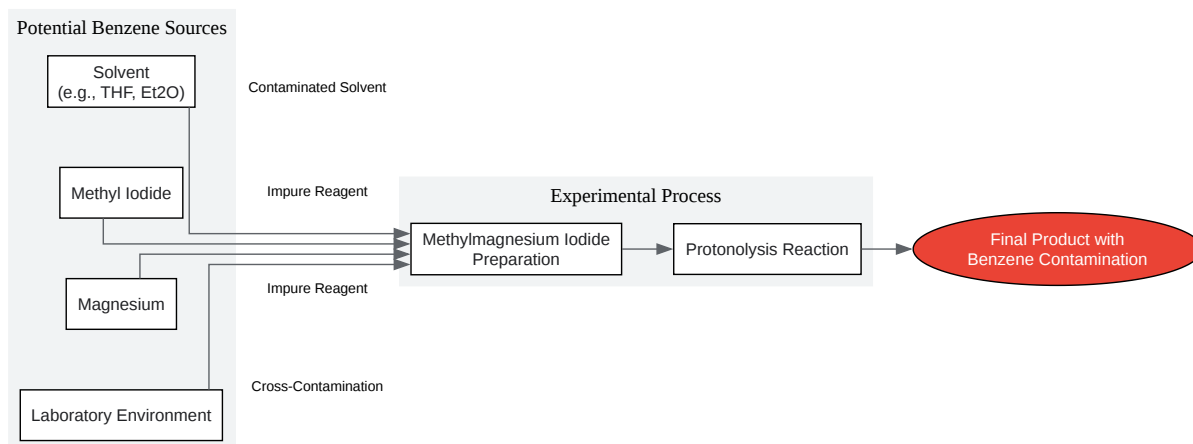 Potential Benzene Sources
Solvent
(e.g., THF, Et2O)
Contaminated Solvent
Methyl Iodide
Impure Reagent
Experimental Process
Methylmagnesium Iodide
Preparation
Protonolysis Reaction
Final Product with
Benzene Contamination
Magnesium
Impure Reagent
Cross-Contamination
Laboratory Environment